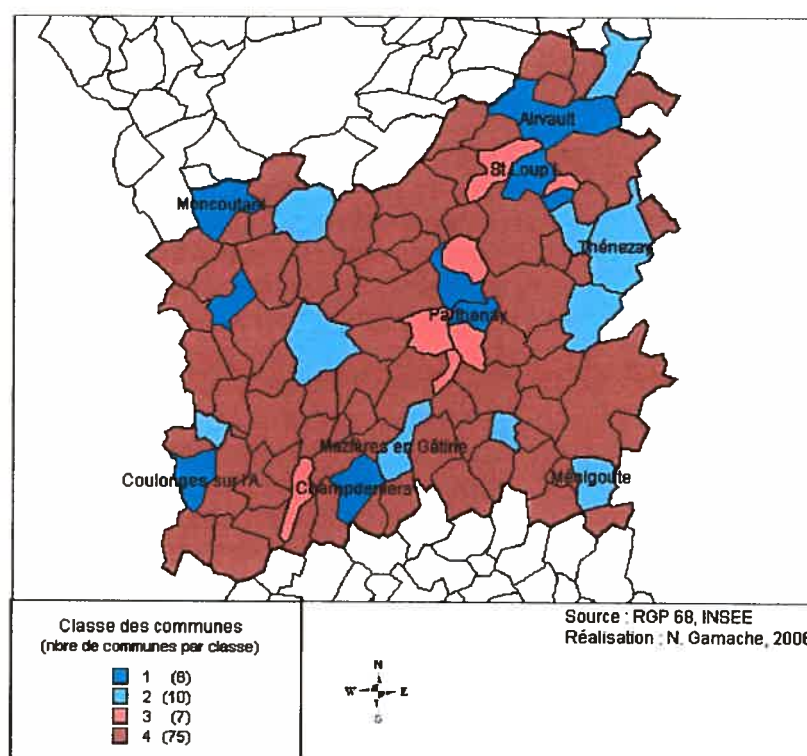 Airvault
St Loup L
Moncoutant
Thénezay
Parthenay
Mazières en Gâtine
Coulonges sur l'A.
Champdeniers
Ménigoute
Source : RGP 68, INSEE
Réalisation : N. Gamache, 2006
Classe des communes
(nbre de communes par classe)
1 (8)
2 (10)
3 (7)
4 (75)
N
W
E
S